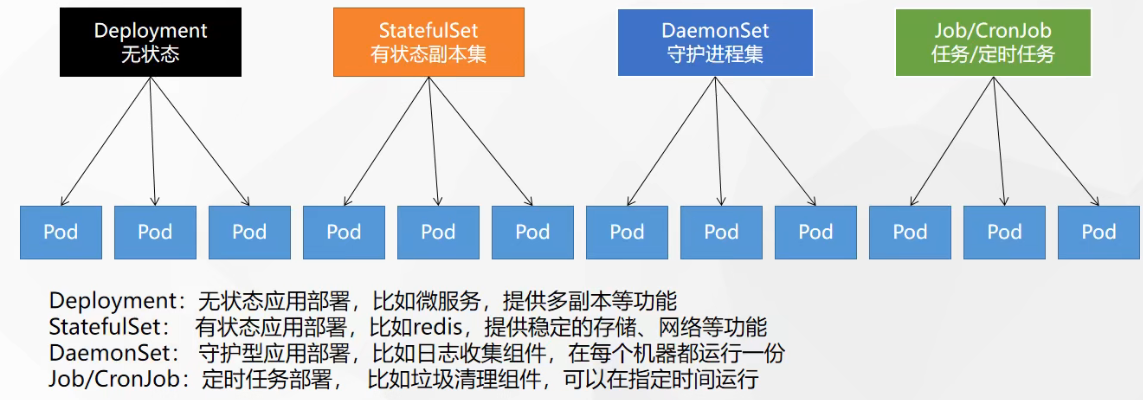 Deployment
无状态
StatefulSet
有状态副本集
DaemonSet
守护进程集
Job/CronJob
任务/定时任务
Pod Pod Pod Pod Pod Pod Pod Pod Pod Pod Pod Pod
Deployment：无状态应用部署，比如微服务，提供多副本等功能
StatefulSet： 有状态应用部署，比如redis，提供稳定的存储、网络等功能
DaemonSet： 守护型应用部署，比如日志收集组件，在每个机器都运行一份
Job/CronJob：定时任务部署， 比如垃圾清理组件，可以在指定时间运行